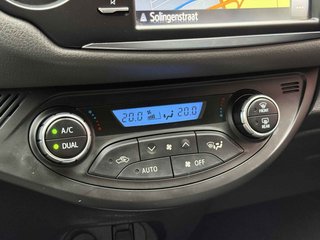 Solingenstraat
20.0 20.0
A/C
DUAL
FRONT
REAR
AUTO
OFF